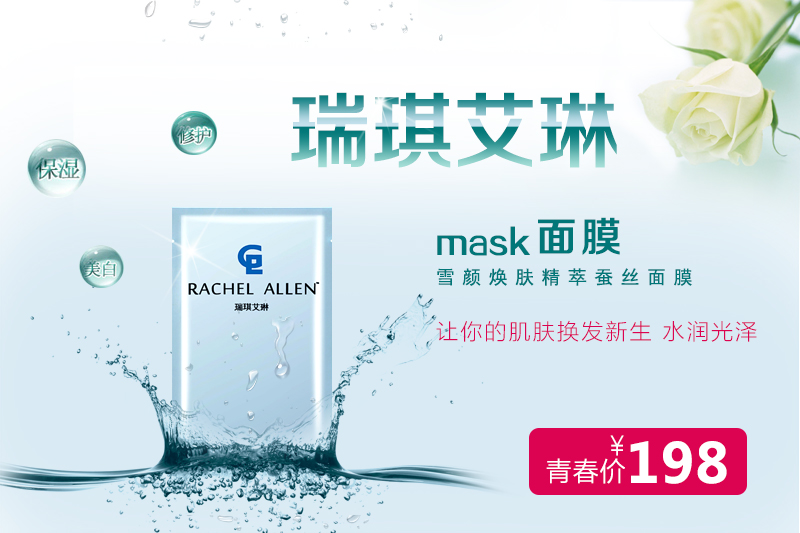 瑞琪艾琳
修护
保湿
美白
RACHEL ALLEN
瑞琪艾琳
mask 面膜
雪颜焕肤精萃蚕丝面膜
让你的肌肤换发新生 水润光泽
青春价¥198